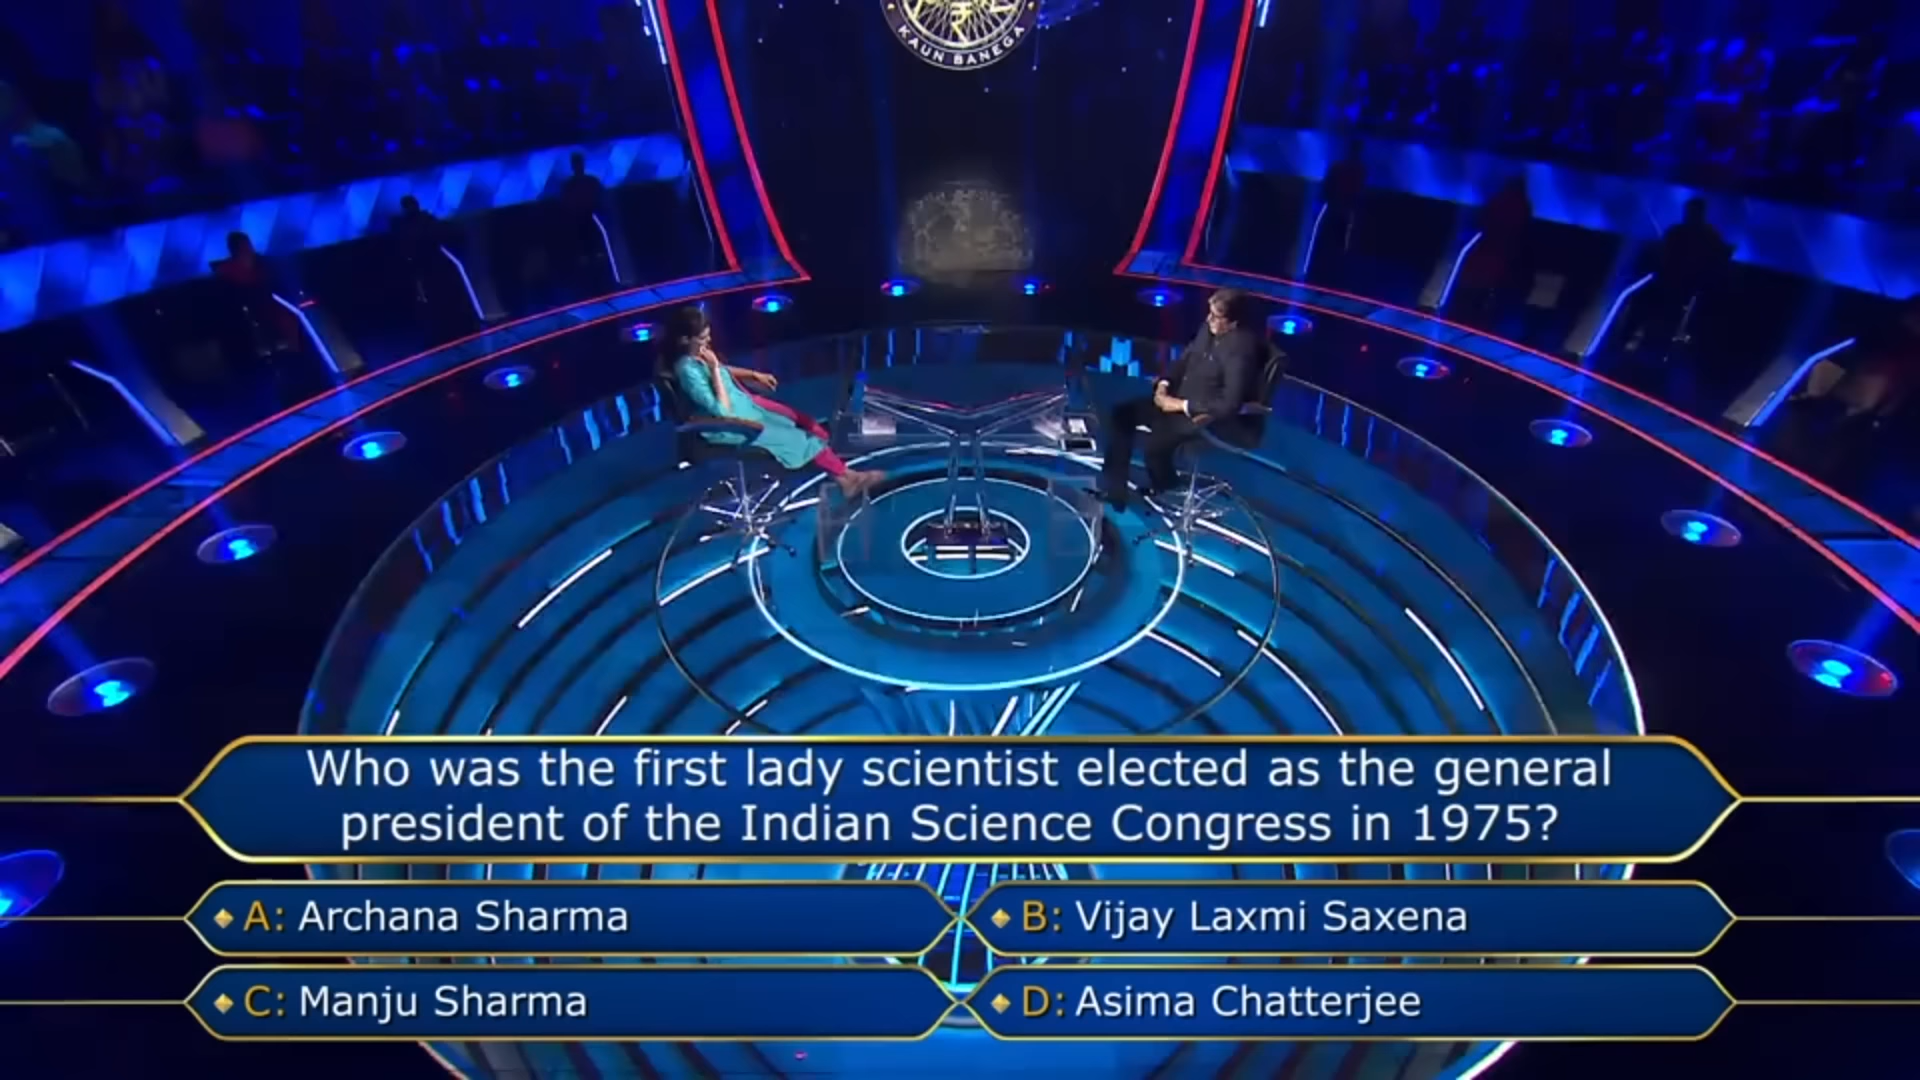 KAUN BANEGA
Who was the first lady scientist elected as the general
president of the Indian Science Congress in 1975?
A: Archana Sharma
B: Vijay Laxmi Saxena
C: Manju Sharma
D: Asima Chatterjee